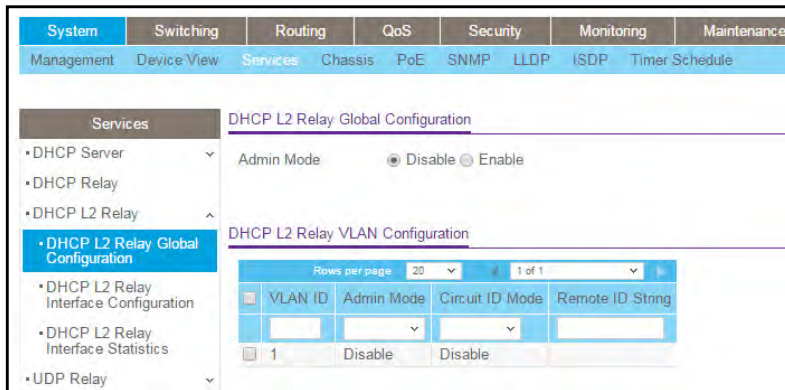 System Switching Routing QoS Security Monitoring Maintenance
Management Device View Services Chassis PoE SNMP LLDP ISDP Timer Schedule
Services
• DHCP Server
• DHCP Relay
• DHCP L2 Relay
• DHCP L2 Relay Global
Configuration
• DHCP L2 Relay
Interface Configuration
• DHCP L2 Relay
Interface Statistics
• UDP Relay
DHCP L2 Relay Global Configuration
Admin Mode Disable Enable
DHCP L2 Relay VLAN Configuration
Rows per page 20 1 of 1
VLAN ID Admin Mode Circuit ID Mode Remote ID String
1 Disable Disable